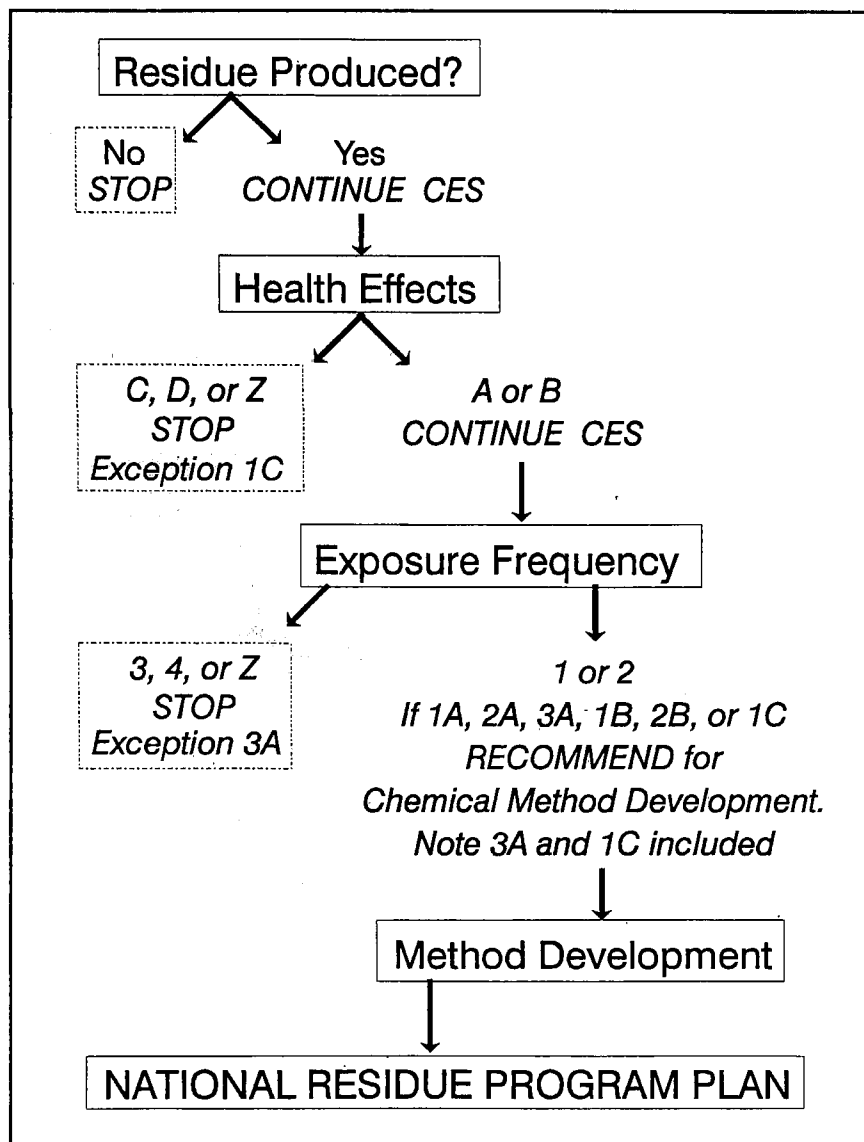 Residue Produced?
No
STOP
Yes
CONTINUE CES
Health Effects
C, D, or Z
STOP
Exception 1C
A or B
CONTINUE CES
Exposure Frequency
3, 4, or Z
STOP
Exception 3A
1 or 2
If 1A, 2A, 3A, 1B, 2B, or 1C
RECOMMEND for
Chemical Method Development.
Note 3A and 1C included
Method Development
NATIONAL RESIDUE PROGRAM PLAN